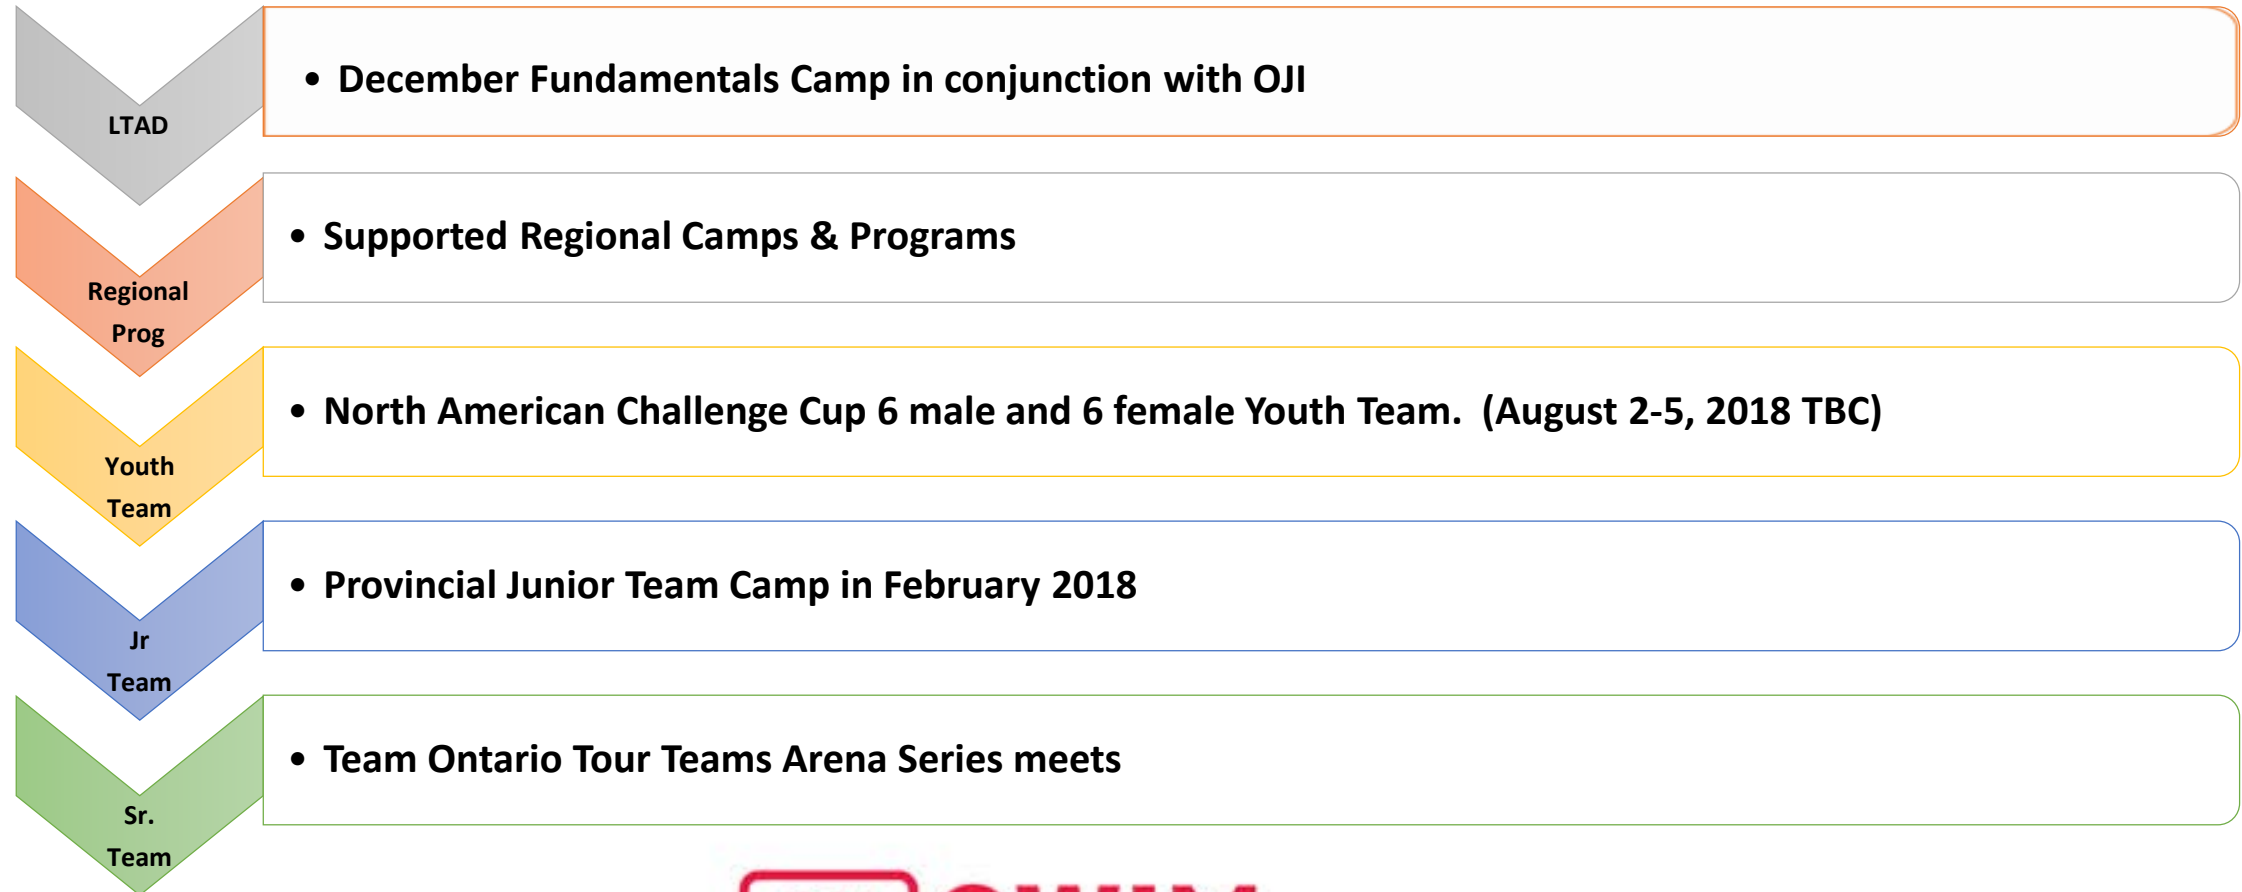 LTAD
• December Fundamentals Camp in conjunction with OJI
Regional
Prog
• Supported Regional Camps & Programs
Youth
Team
• North American Challenge Cup 6 male and 6 female Youth Team. (August 2-5, 2018 TBC)
Jr
Team
• Provincial Junior Team Camp in February 2018
Sr.
Team
• Team Ontario Tour Teams Arena Series meets
SWIM